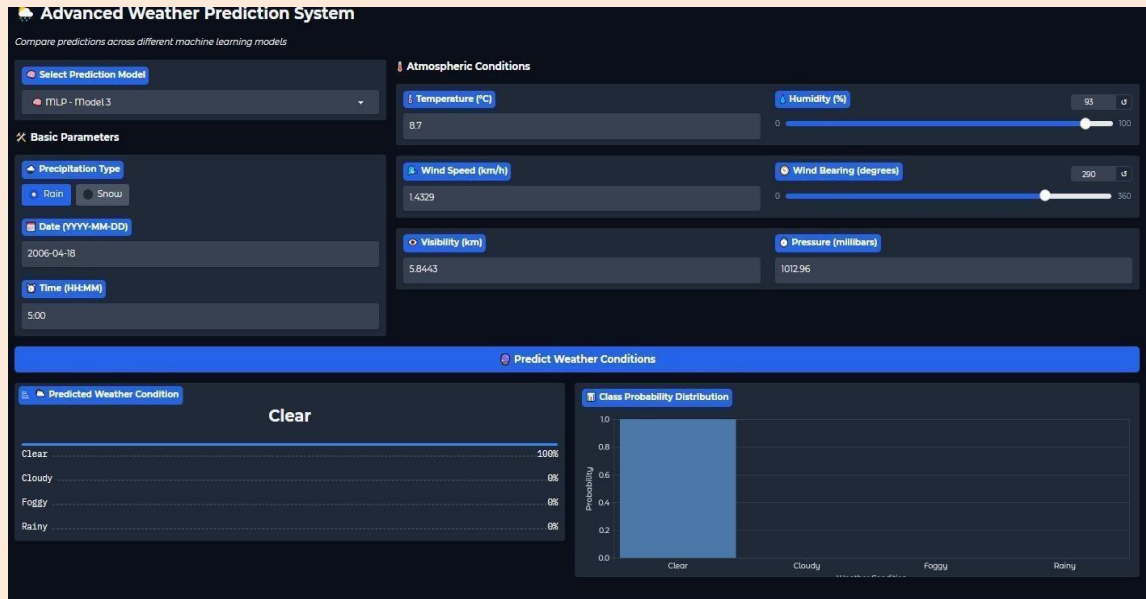 Advanced Weather Prediction System
Compare predictions across different machine learning models
Select Prediction Model
MLP - Model 3
Basic Parameters
Precipitation Type
Rain Snow
Date (YYYY-MM-DD)
2006-04-18
Time (HH:MM)
5:00
Atmospheric Conditions
Temperature (°C)
8.7
Humidity (%)
93
0 100
Wind Speed (km/h)
1.4329
Wind Bearing (degrees)
290
0 360
Visibility (km)
5.8443
Pressure (millibars)
1012.96
Predict Weather Conditions
Predicted Weather Condition
Clear
Clear 100%
Cloudy 0%
Foggy 0%
Rainy 0%
Class Probability Distribution
1.0
0.8
0.6
0.4
0.2
0.0
Probability
Clear Cloudy Foggy Rainy
Weather Condition